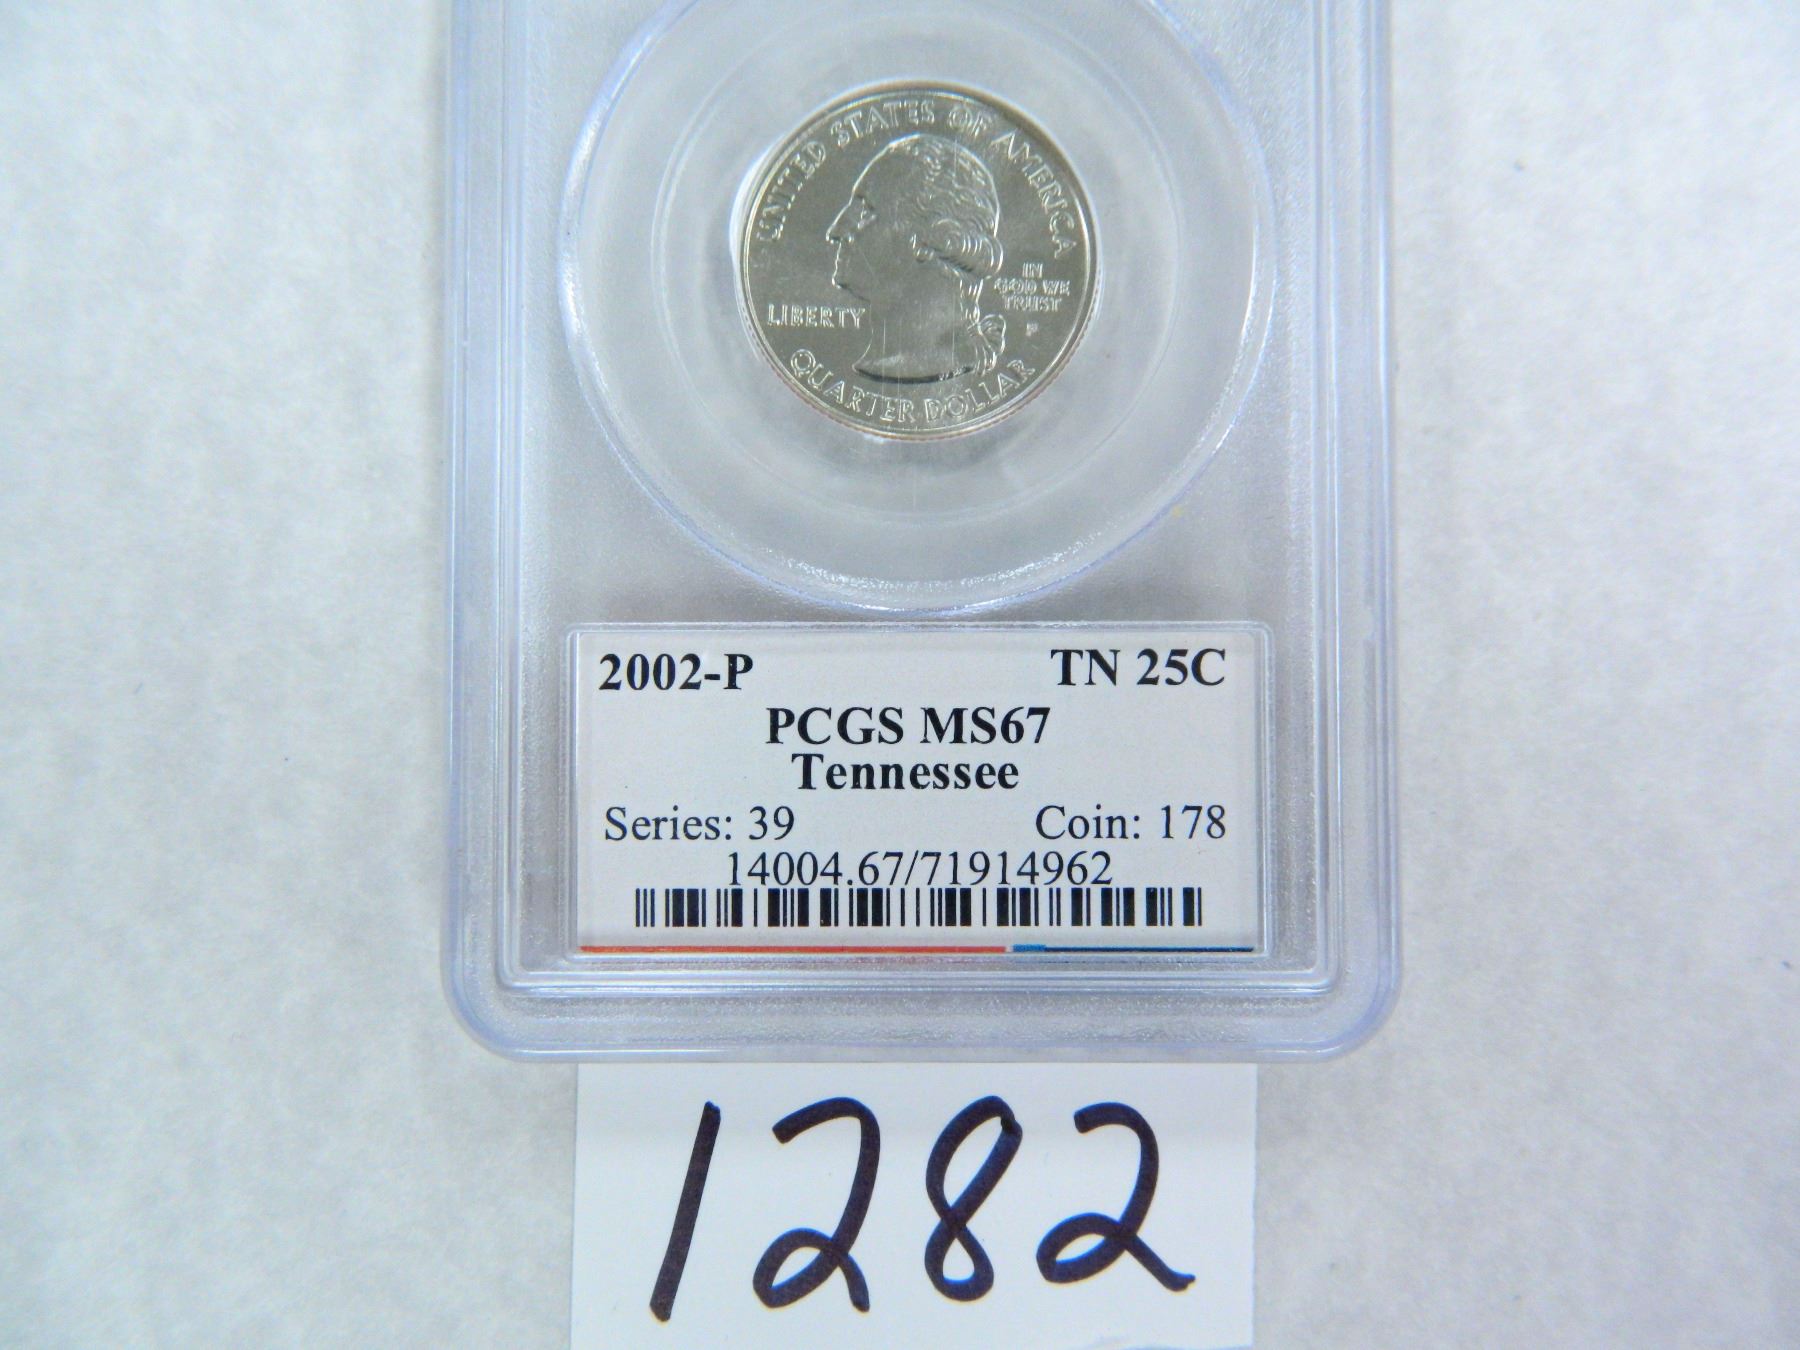 UNITED STATES OF AMERICA
IN
GOD WE
TRUST
LIBERTY
P
QUARTER DOLLAR
2002-P TN 25C
PCGS MS67
Tennessee
Series: 39 Coin: 178
14004.67/71914962
1282